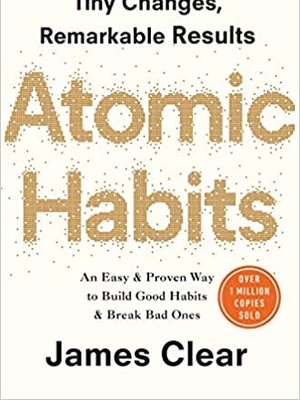 Tiny Changes,
Remarkable Results
Atomic
Habits
An Easy & Proven Way
to Build Good Habits
& Break Bad Ones
OVER
1 MILLION
COPIES
SOLD
James Clear